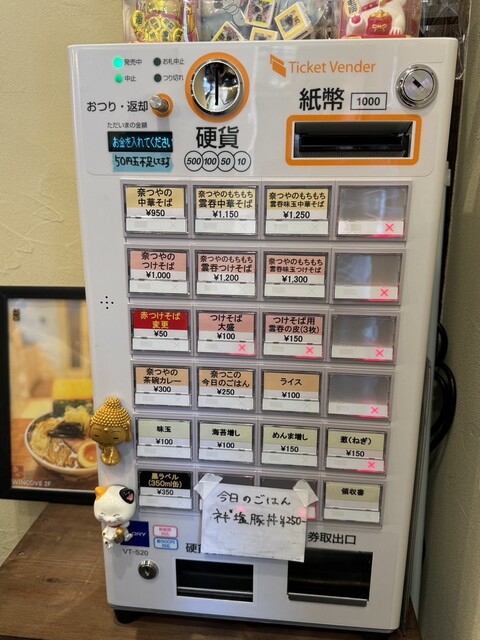 発売中
お札中止
中止
つり切れ
Ticket Vender
おつり・返却
紙幣 1000
ただいまの金額
お金を入れてください
50円玉不足してます
硬貨
500 100 50 10
奈つやの
中華そば
¥950
奈つやのもちもち
雲呑中華そば
¥1,150
奈つやのもちもち
雲呑味玉中華そば
¥1,250
奈つやの
つけそば
¥1,000
奈つやのもちもち
雲呑つけそば
¥1,200
奈つやのもちもち
雲呑味玉つけそば
¥1,300
赤つけそば
変更
¥50
つけそば
大盛
¥100
つけそば用
雲呑の皮(3枚)
¥150
奈つやの
茶碗カレー
¥300
奈つこの
今日のごはん
¥250
ライス
¥100
味玉
¥100
海苔増し
¥100
めんま増し
¥150
葱(ねぎ)
¥150
黒ラベル
(350ml缶)
¥350
領収書
今日のごはん
塩豚丼 ¥250-
VT-S20
硬貨
券取出口
WINCOVE 2F